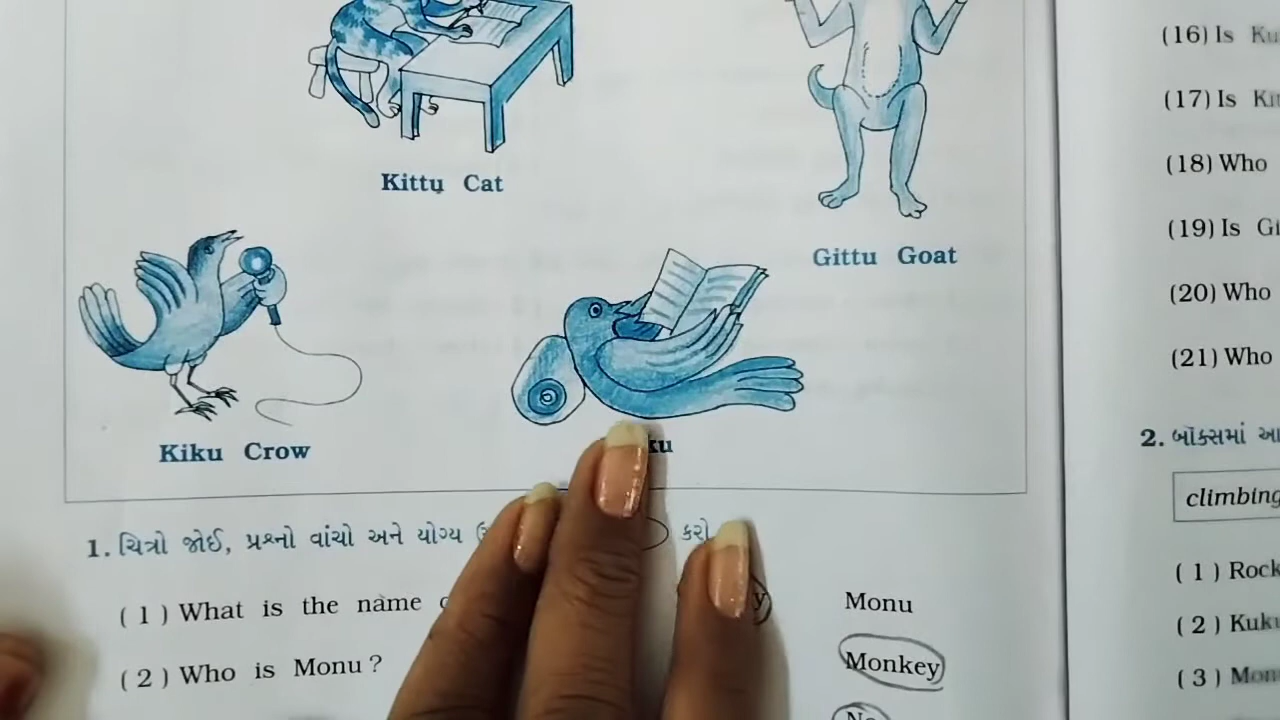 Kittu Cat
Gittu Goat
Kiku Crow
1. ચિત્રો જોઈ, પ્રશ્નો વાંચો અને યોગ્ય કરો
( 1 ) What is the name Monu
( 2 ) Who is Monu ? Monkey
No
(16) Is
(17) Is
(18) Who
(19) Is
(20) Who
(21) Who
2. બૉક્સમાં
climbing
( 1 ) Rock
( 2 ) Kuku
( 3 )